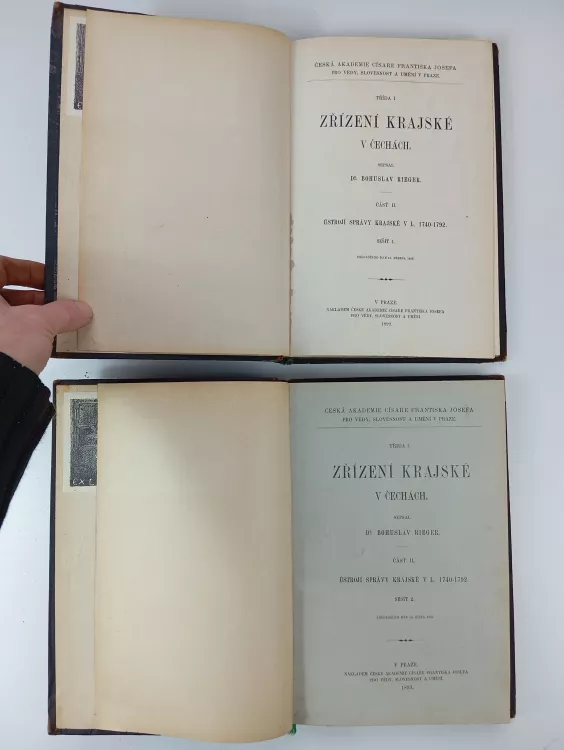 ČESKÁ AKADEMIE CÍSAŘE FRANTIŠKA JOSEFA
PRO VĚDY, SLOVESNOST A UMĚNÍ V PRAZE.
TŘÍDA I.
ZŘÍZENÍ KRAJSKÉ
V ČECHÁCH.
SEPSAL
Dr. BOHUSLAV RIEGER.
ČÁST II.
ÚSTROJÍ SPRÁVY KRAJSKÉ V L. 1740-1792.
SEŠIT 1.
V PRAZE.
NÁKLADEM ČESKÉ AKADEMIE CÍSAŘE FRANTIŠKA JOSEFA
PRO VĚDY, SLOVESNOST A UMĚNÍ
ČESKÁ AKADEMIE CÍSAŘE FRANTIŠKA JOSEFA
PRO VĚDY, SLOVESNOST A UMĚNÍ V PRAZE.
TŘÍDA I.
ZŘÍZENÍ KRAJSKÉ
V ČECHÁCH.
SEPSAL
Dr. BOHUSLAV RIEGER.
ČÁST II.
ÚSTROJÍ SPRÁVY KRAJSKÉ V L. 1740-1792
SEŠIT 2.
V PRAZE.
NÁKLADEM ČESKÉ AKADEMIE CÍSAŘE FRANTIŠKA JOSEFA
PRO VĚDY, SLOVESNOST A UMĚNÍ.
EX L